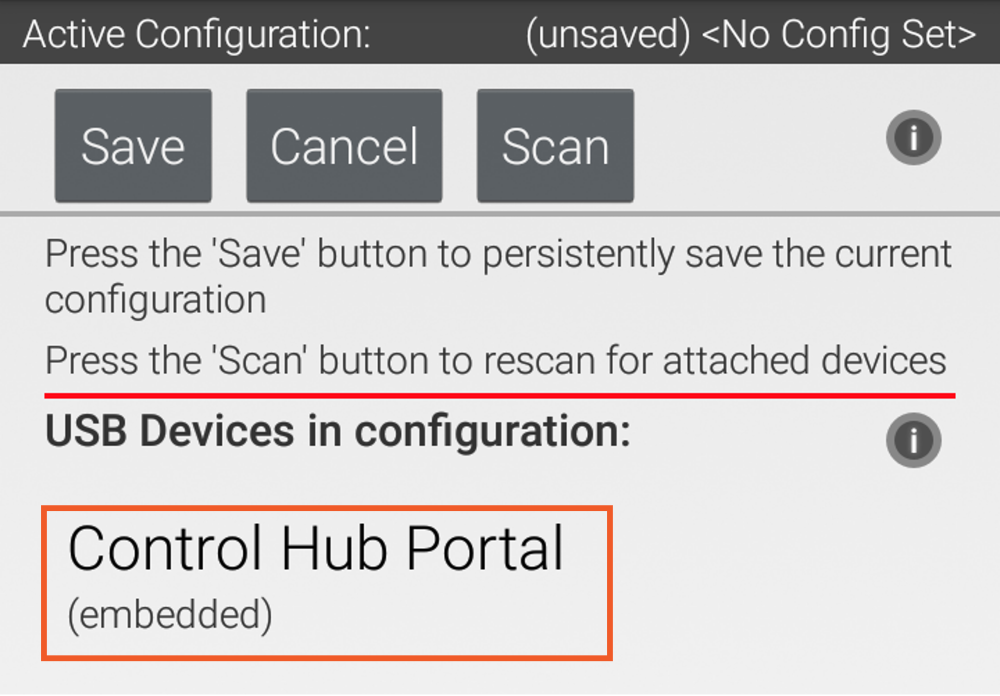 Active Configuration: (unsaved) <No Config Set>
Save Cancel Scan
Press the 'Save' button to persistently save the current
configuration
Press the 'Scan' button to rescan for attached devices
USB Devices in configuration:
Control Hub Portal
(embedded)